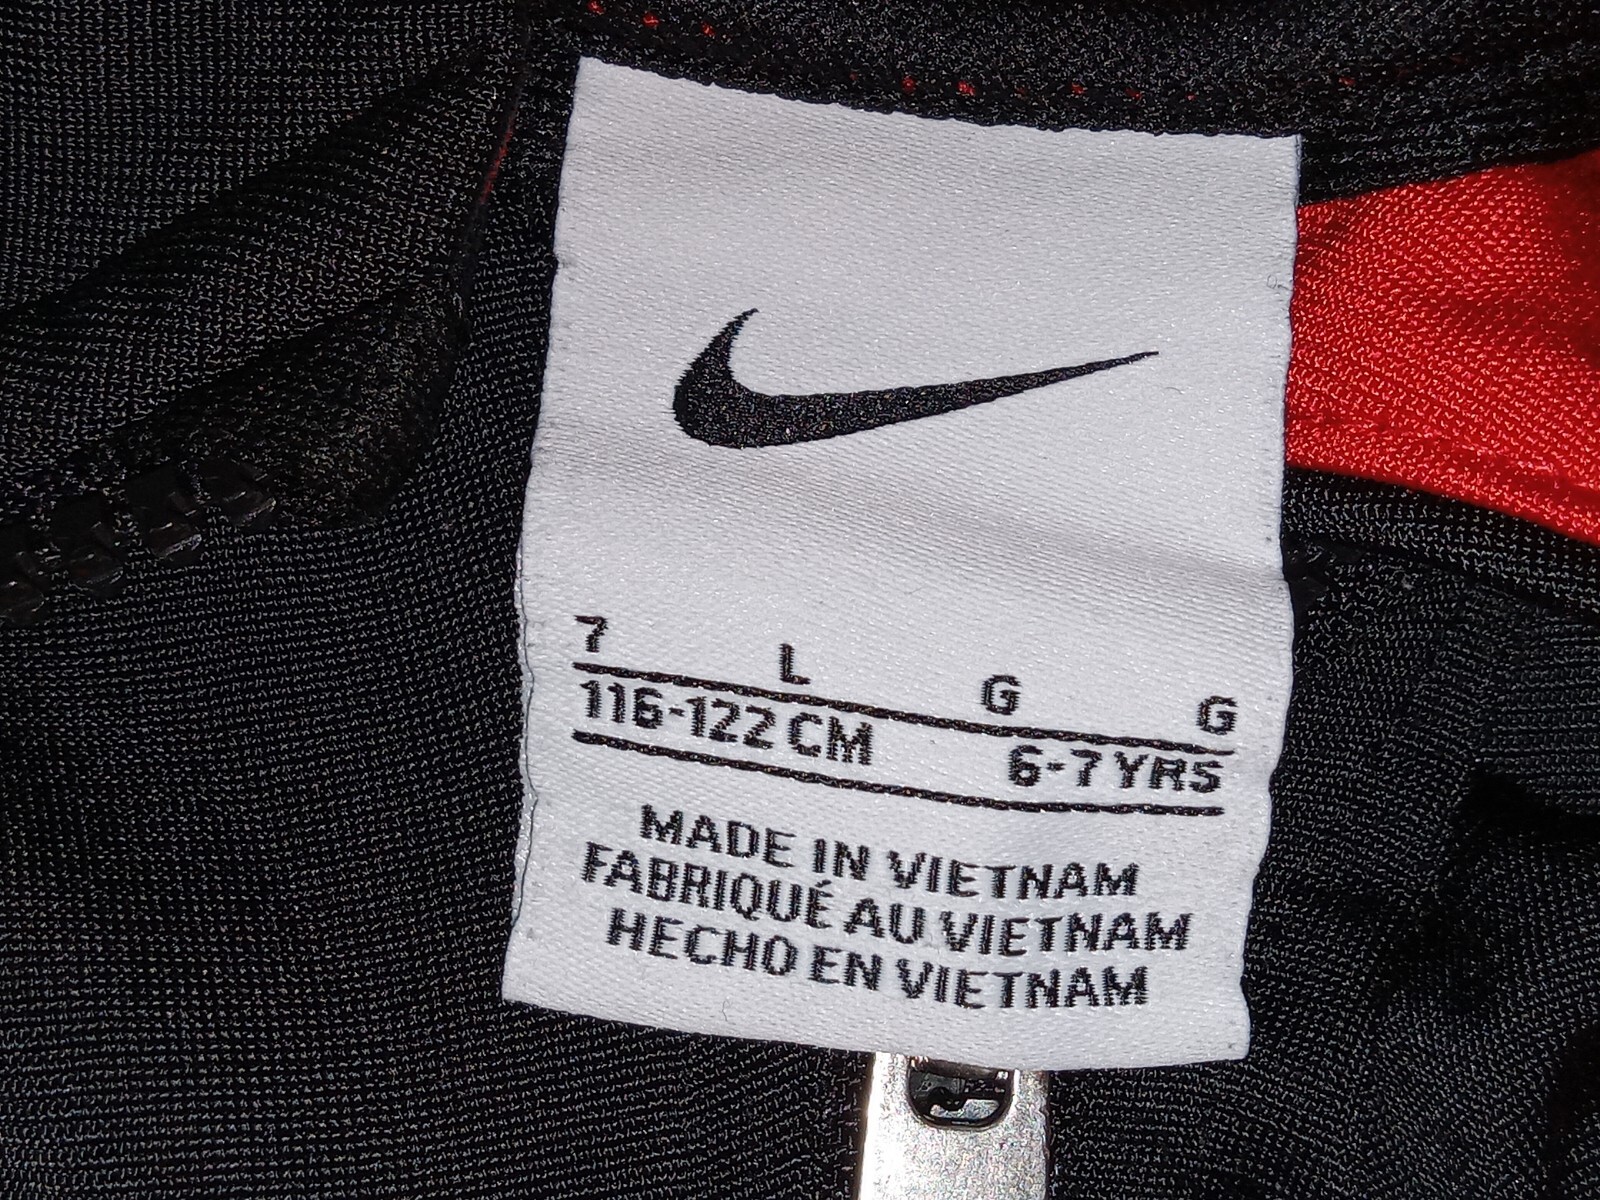 7 L G G
116-122 CM 6-7 YRS
MADE IN VIETNAM
FABRIQUÉ AU VIETNAM
HECHO EN VIETNAM